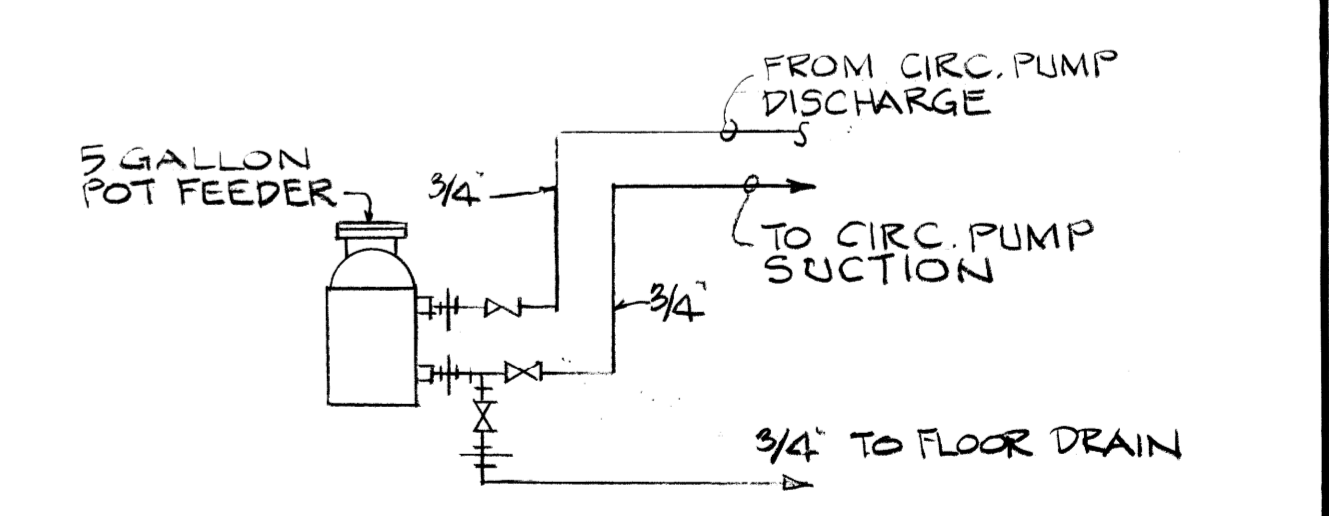 FROM CIRC. PUMP
DISCHARGE
5 GALLON
POT FEEDER
3/4"
TO CIRC. PUMP
SUCTION
3/4"
3/4" TO FLOOR DRAIN